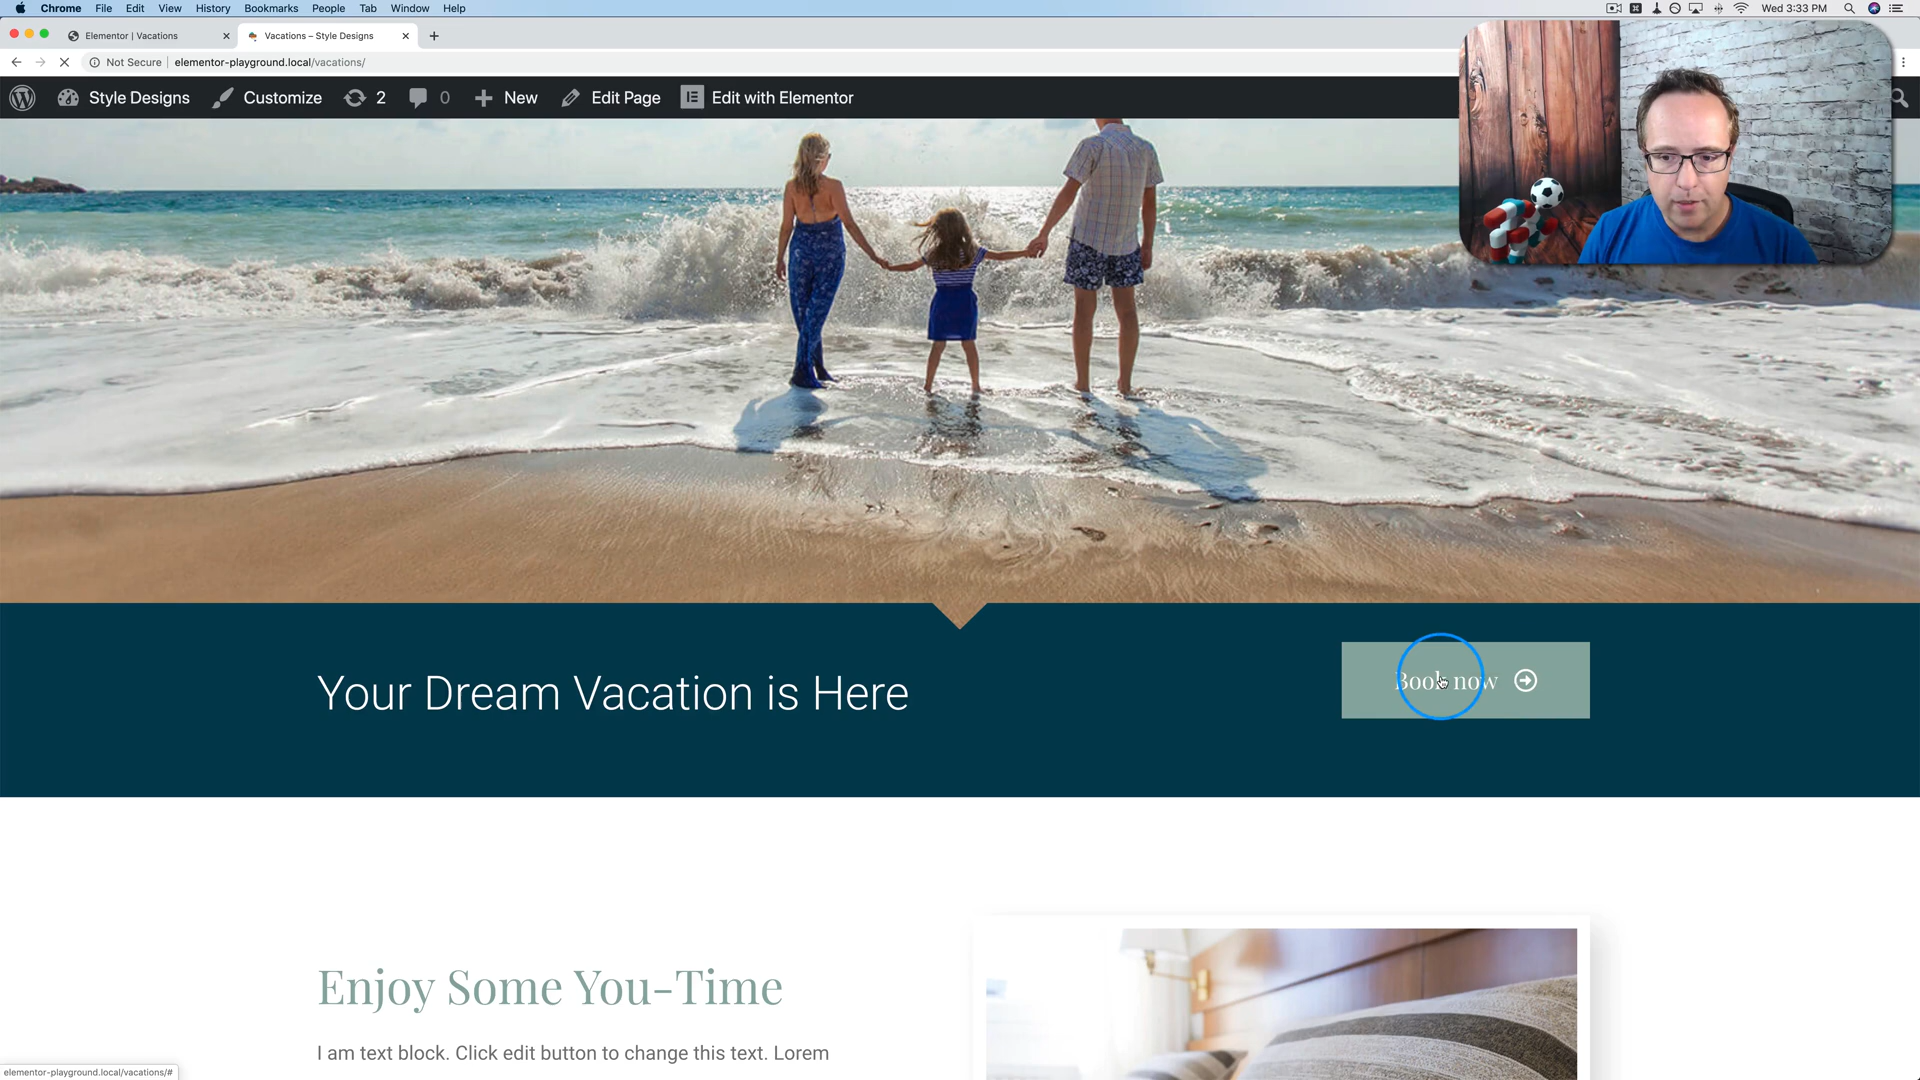 Chrome File Edit View History Bookmarks People Tab Window Help
Wed 3:33 PM
Elementor | Vacations
Vacations – Style Designs
Not Secure | elementor-playground.local/vacations/
Style Designs Customize 2 0 New Edit Page Edit with Elementor
Your Dream Vacation is Here
Book now
Enjoy Some You-Time
I am text block. Click edit button to change this text. Lorem
elementor-playground.local/vacations/#